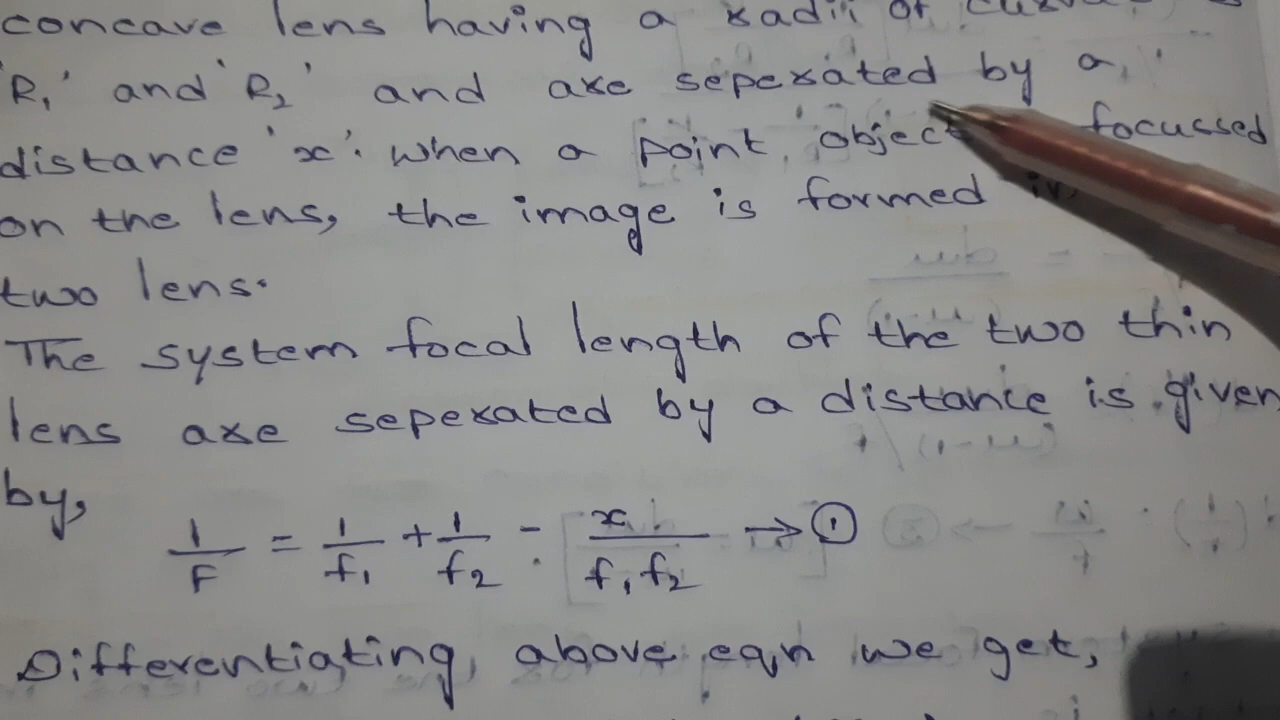 concave lens having a radii of
'R₁' and 'R₂' and are seperated by a
distance 'x'. When a point object focussed
on the lens, the image is formed in
two lens.
The system focal length of the two thin
lens are seperated by a distance is given
by,
1/F = 1/f₁ + 1/f₂ - x/f₁f₂ → ①
Differentiating above eqn we get,